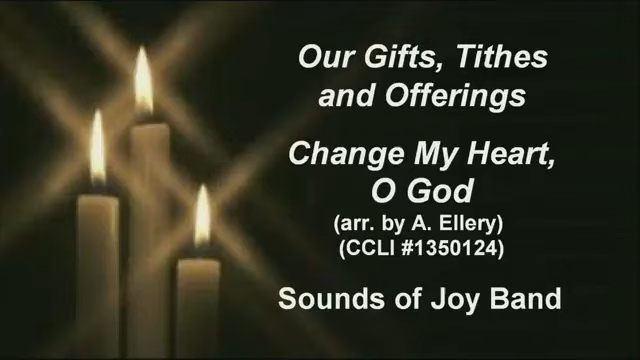 Our Gifts, Tithes
and Offerings
Change My Heart,
O God
(arr. by A. Ellery)
(CCLI #1350124)
Sounds of Joy Band